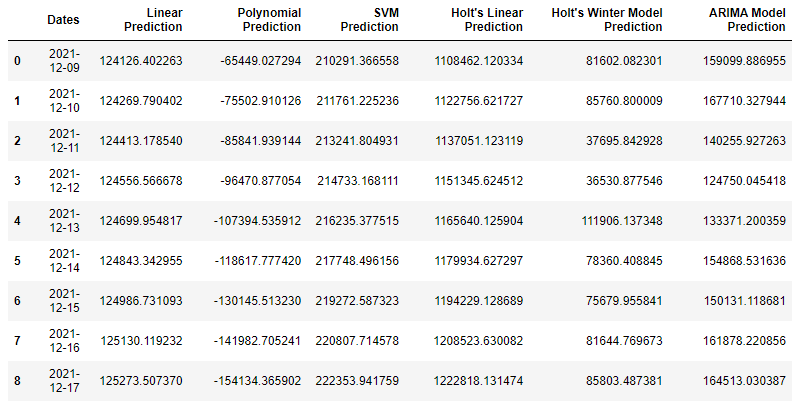 Dates Linear Prediction Polynomial Prediction SVM Prediction Holt's Linear Prediction Holt's Winter Model Prediction ARIMA Model Prediction
0 2021-12-09 124126.402263 -65449.027294 210291.366558 1108462.120334 81602.082301 159099.886955
1 2021-12-10 124269.790402 -75502.910126 211761.225236 1122756.621727 85760.800009 167710.327944
2 2021-12-11 124413.178540 -85841.939144 213241.804931 1137051.123119 37695.842928 140255.927263
3 2021-12-12 124556.566678 -96470.877054 214733.168111 1151345.624512 36530.877546 124750.045418
4 2021-12-13 124699.954817 -107394.535912 216235.377515 1165640.125904 111906.137348 133371.200359
5 2021-12-14 124843.342955 -118617.777420 217748.496156 1179934.627297 78360.408845 154868.531636
6 2021-12-15 124986.731093 -130145.513230 219272.587323 1194229.128689 75679.955841 150131.118681
7 2021-12-16 125130.119232 -141982.705241 220807.714578 1208523.630082 81644.769673 161878.220856
8 2021-12-17 125273.507370 -154134.365902 222353.941759 1222818.131474 85803.487381 164513.030387